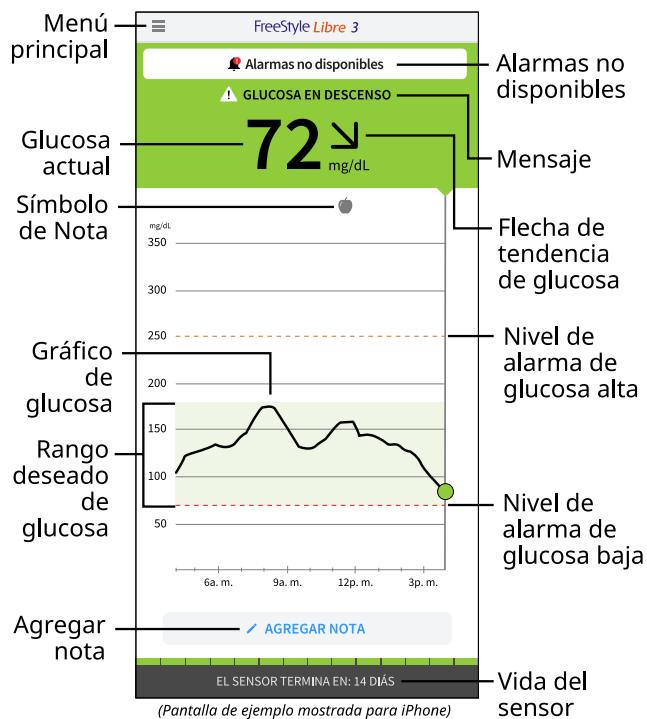 Menú
principal
FreeStyle Libre 3
Alarmas no disponibles
Alarmas no
disponibles
GLUCOSA EN DESCENSO
Mensaje
Glucosa
actual
72
mg/dL
Flecha de
tendencia
de glucosa
Símbolo
de Nota
mg/dL
350
300
250
200
150
100
50
Nivel de
alarma de
glucosa alta
Gráfico
de
glucosa
Rango
deseado
de
glucosa
Nivel de
alarma de
glucosa baja
6a. m.
9a. m.
12p. m.
3p. m.
Agregar
nota
AGREGAR NOTA
EL SENSOR TERMINA EN: 14 DIÁS
Vida del
sensor
(Pantalla de ejemplo mostrada para iPhone)